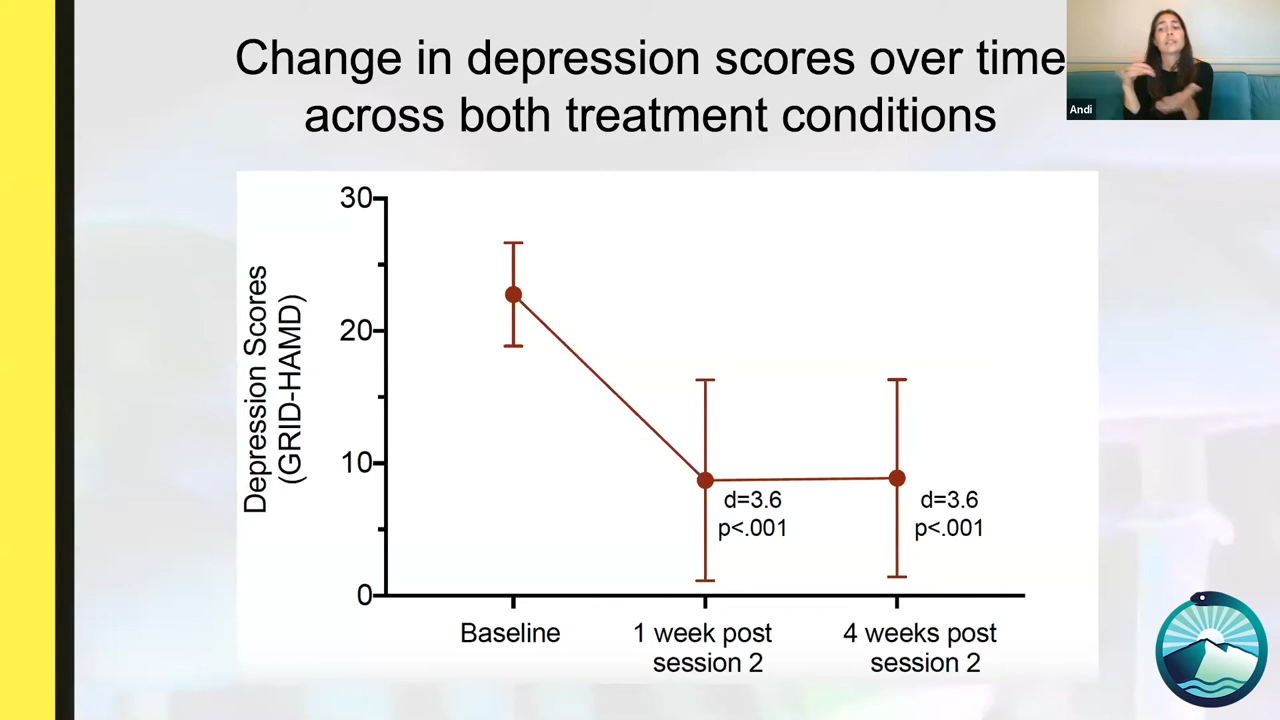 Change in depression scores over time
across both treatment conditions
Andi
Depression Scores
(GRID-HAMD)
30
20
10
0
d=3.6
p<.001
d=3.6
p<.001
Baseline
1 week post
session 2
4 weeks post
session 2